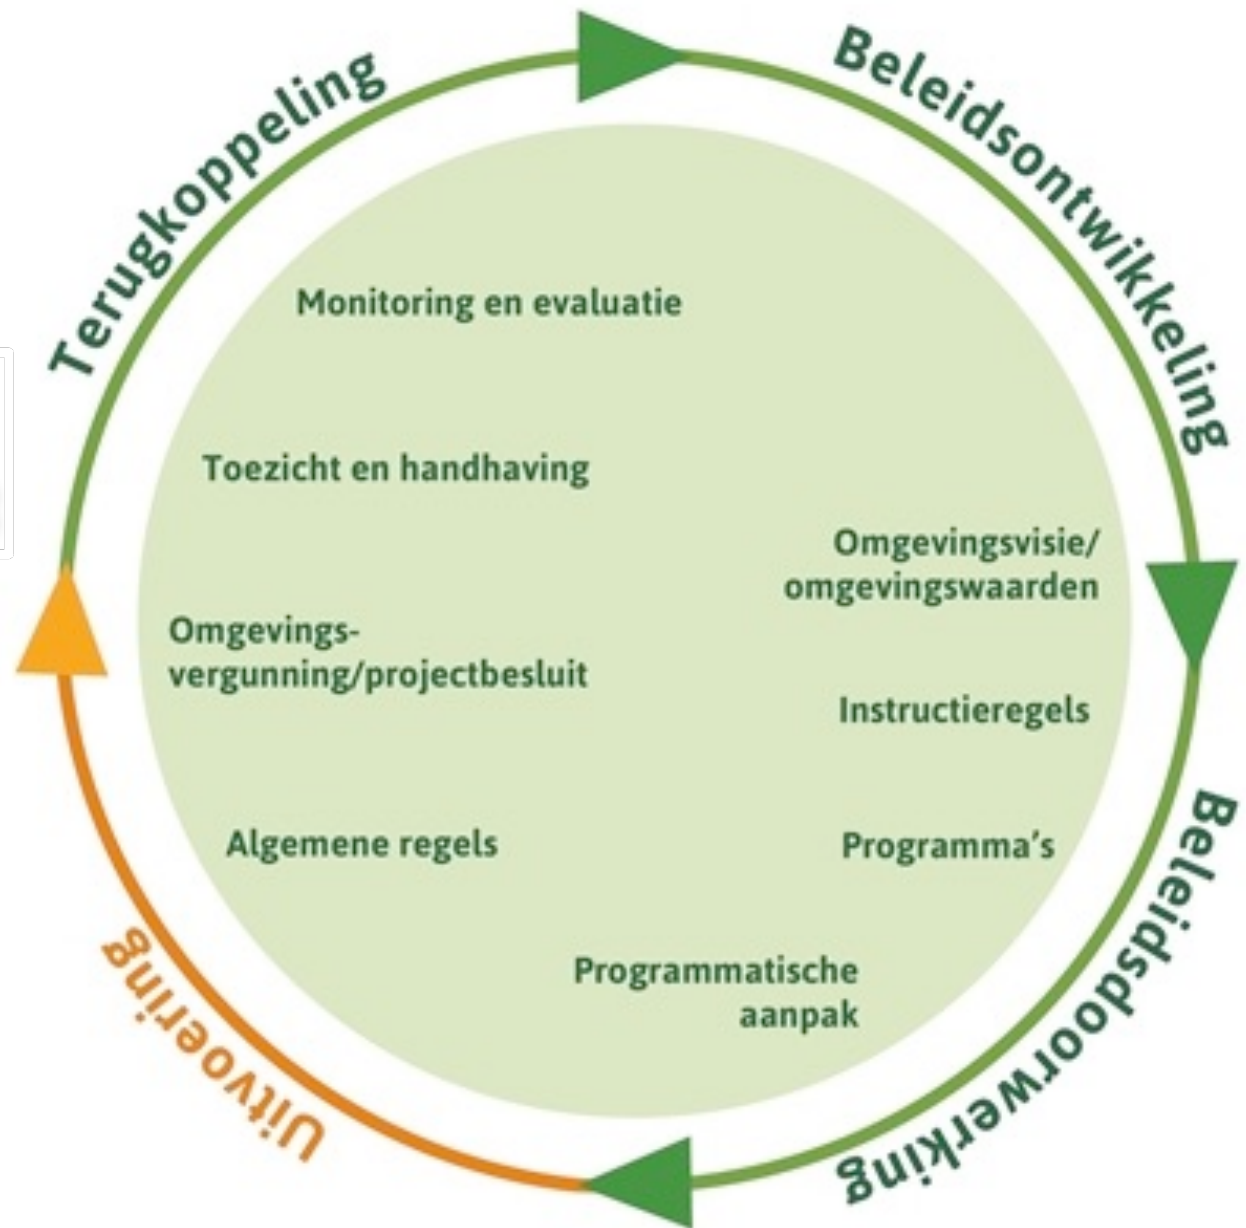 Terugkoppeling
Beleidsontwikkeling
Monitoring en evaluatie
Toezicht en handhaving
Omgevingsvisie/
omgevingswaarden
Omgevings-
vergunning/projectbesluit
Instructieregels
Algemene regels
Programma’s
Programmatische
aanpak
Beleidsdoorwerking
Uitvoering